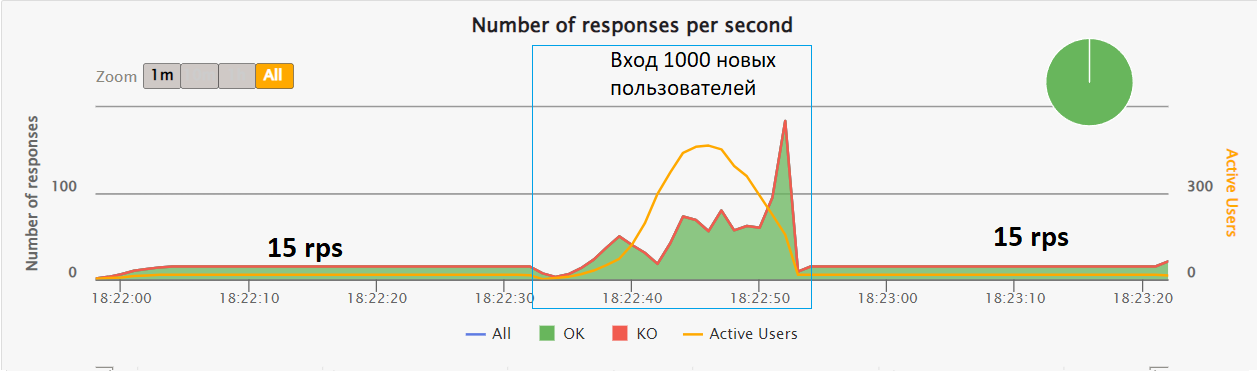 Number of responses per second
Вход 1000 новых
пользователей
Zoom 1m All
Number of responses
100
0
15 rps
15 rps
300
0
Active Users
18:22:00 18:22:10 18:22:20 18:22:30 18:22:40 18:22:50 18:23:00 18:23:10 18:23:20
All OK KO Active Users